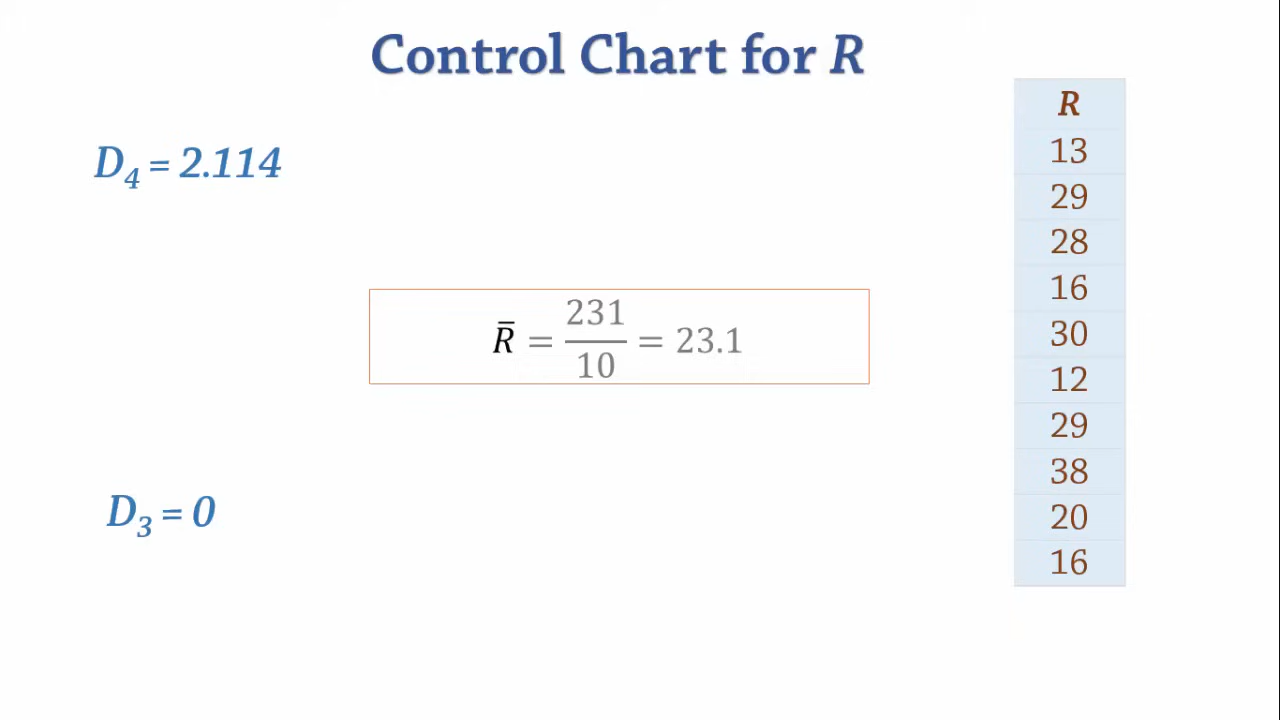 Control Chart for R
D₄ = 2.114
R̄ = 231/10 = 23.1
D₃ = 0
R
13
29
28
16
30
12
29
38
20
16